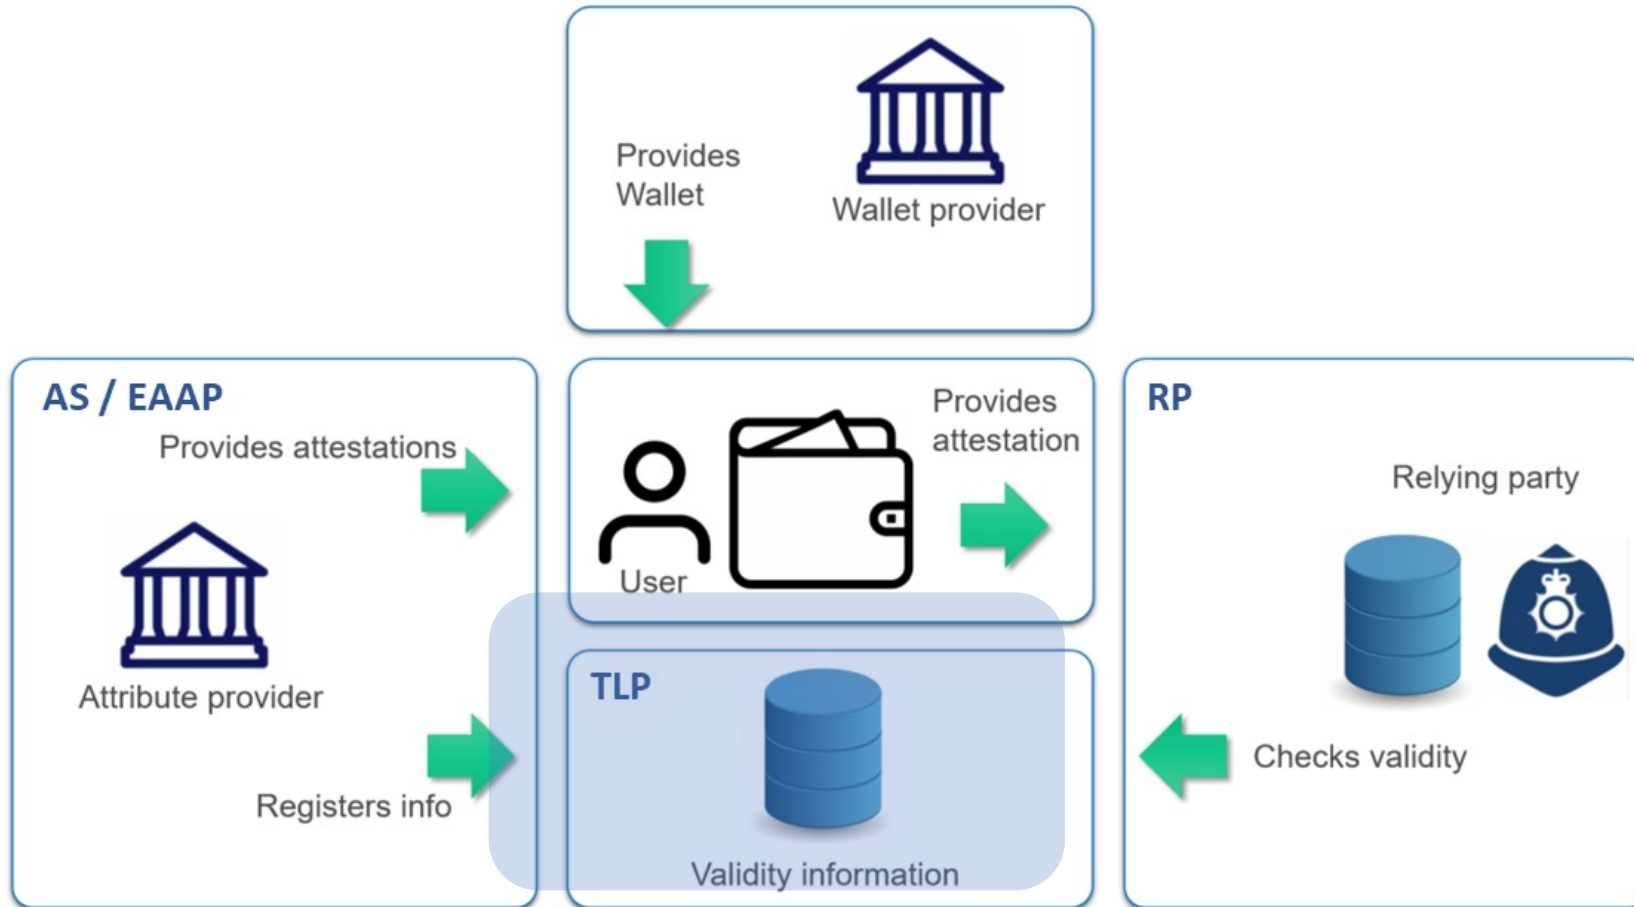 Provides
Wallet
Wallet provider
AS / EAAP
Provides attestations
Attribute provider
Registers info
Provides
attestation
User
TLP
Validity information
RP
Relying party
Checks validity